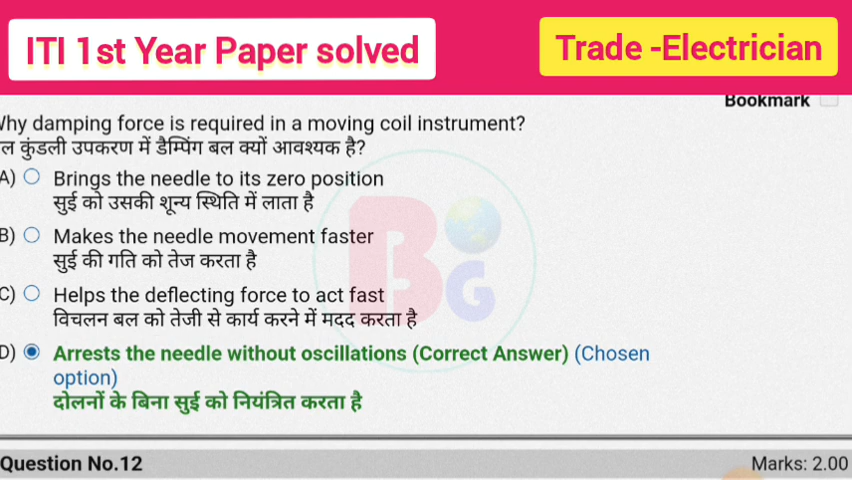 ITI 1st Year Paper solved
Trade -Electrician
Bookmark
Why damping force is required in a moving coil instrument?
ल कुंडली उपकरण में डैम्पिंग बल क्यों आवश्यक है?
A) Brings the needle to its zero position
सुई को उसकी शून्य स्थिति में लाता है
B) Makes the needle movement faster
सुई की गति को तेज करता है
C) Helps the deflecting force to act fast
विचलन बल को तेजी से कार्य करने में मदद करता है
D) Arrests the needle without oscillations (Correct Answer) (Chosen
option)
दोलनों के बिना सुई को नियंत्रित करता है
BG
Question No.12 Marks: 2.00